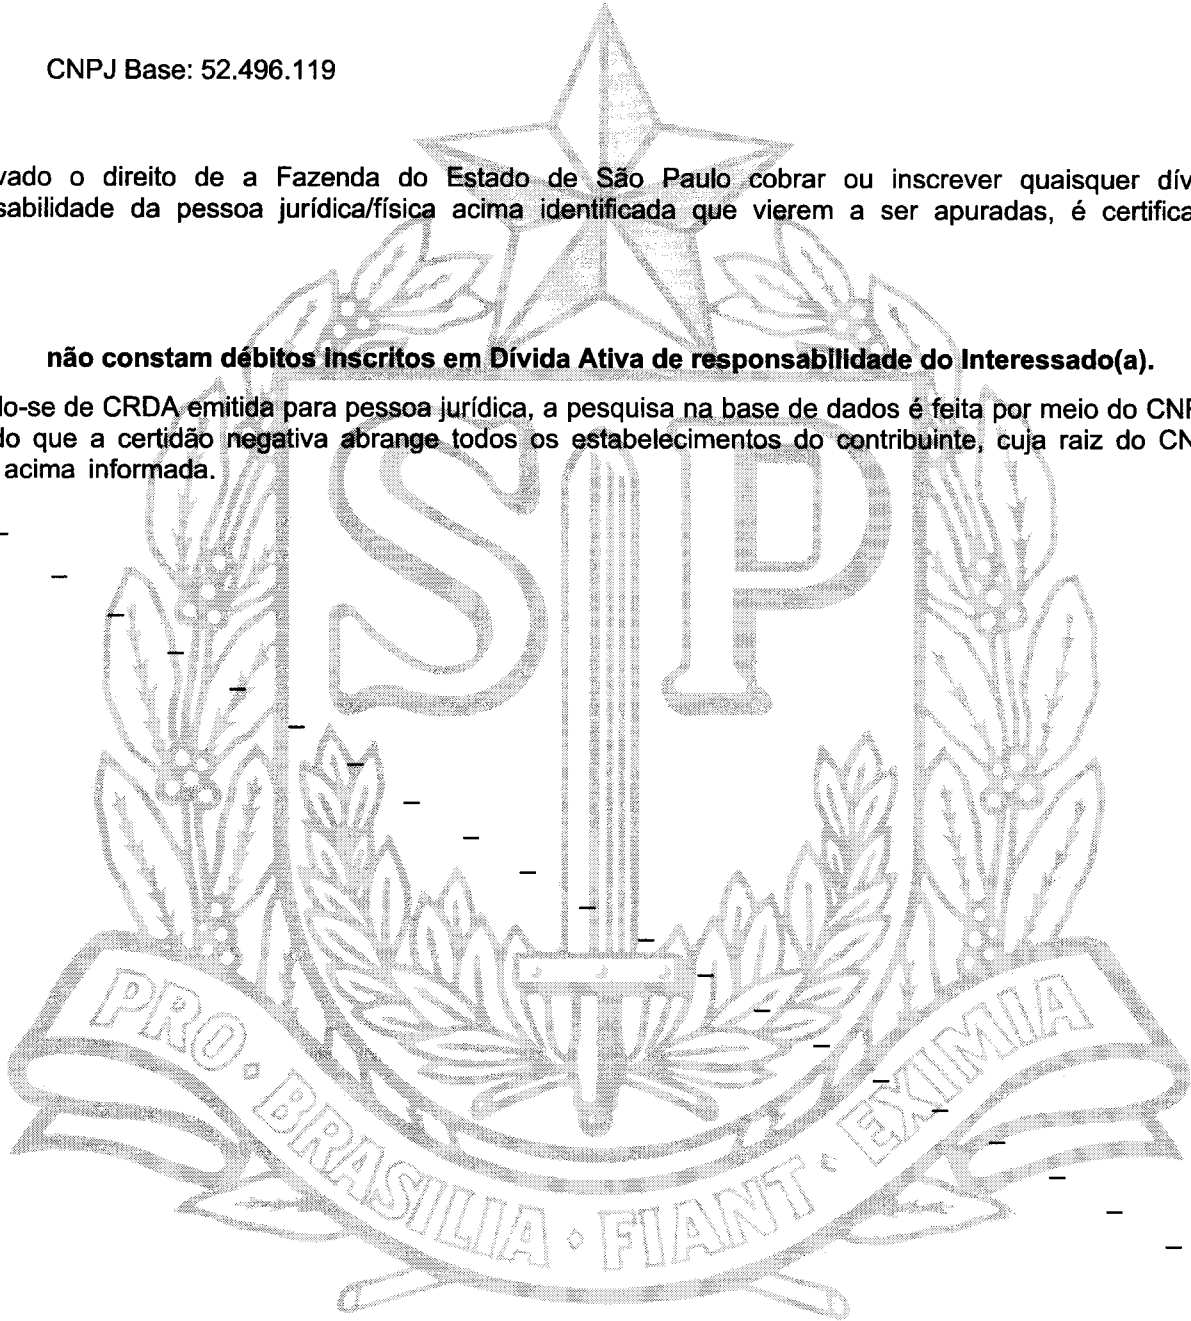 CNPJ Base: 52.496.119
vado o direito de a Fazenda do Estado de São Paulo cobrar ou inscrever quaisquer dív
sabilidade da pessoa jurídica/física acima identificada que vierem a ser apuradas, é certifica
não constam débitos inscritos em Dívida Ativa de responsabilidade do Interessado(a).
do-se de CRDA emitida para pessoa jurídica, a pesquisa na base de dados é feita por meio do CNP
do que a certidão negativa abrange todos os estabelecimentos do contribuinte, cuja raiz do CN
acima informada.
SP
PRO · BRASILIA · FIANT · EXIMIA